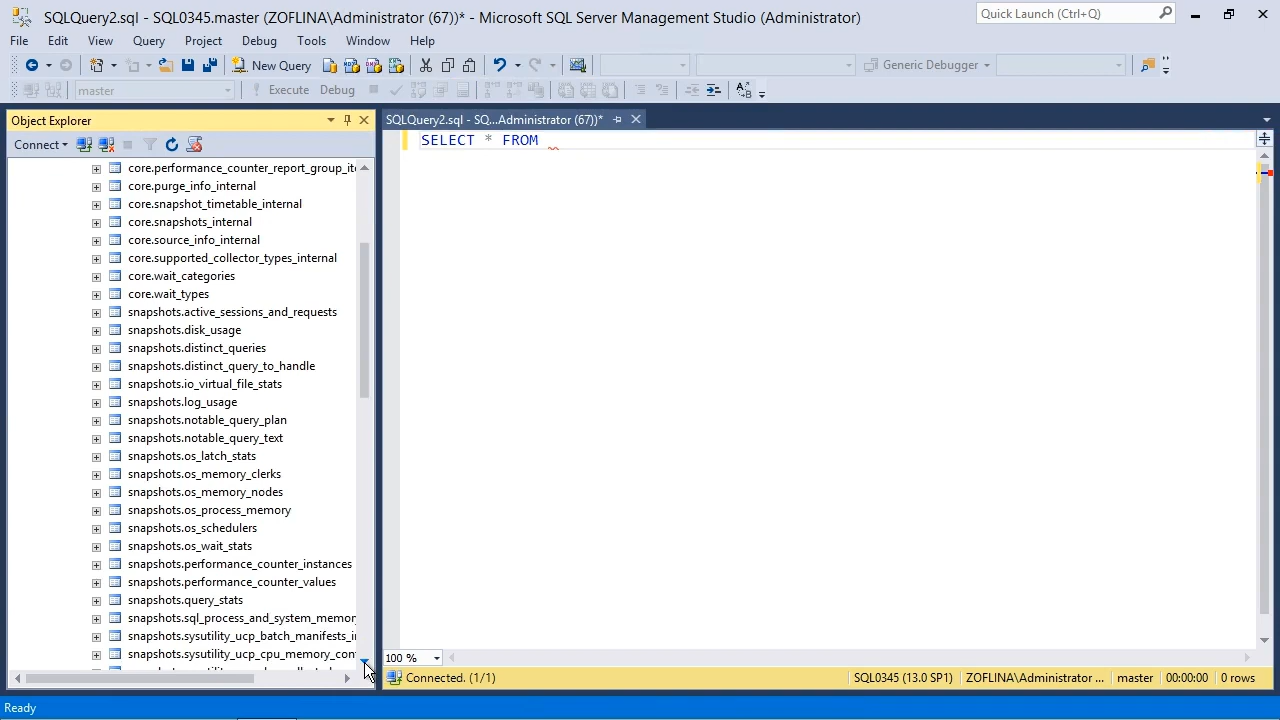 SQLQuery2.sql - SQL0345.master (ZOFLINA\Administrator (67))* - Microsoft SQL Server Management Studio (Administrator)
Quick Launch (Ctrl+Q)
File Edit View Query Project Debug Tools Window Help
New Query
Generic Debugger
master
Execute Debug
Object Explorer
SQLQuery2.sql - SQ...Administrator (67))*
Connect
SELECT * FROM
core.performance_counter_report_group_it
core.purge_info_internal
core.snapshot_timetable_internal
core.snapshots_internal
core.source_info_internal
core.supported_collector_types_internal
core.wait_categories
core.wait_types
snapshots.active_sessions_and_requests
snapshots.disk_usage
snapshots.distinct_queries
snapshots.distinct_query_to_handle
snapshots.io_virtual_file_stats
snapshots.log_usage
snapshots.notable_query_plan
snapshots.notable_query_text
snapshots.os_latch_stats
snapshots.os_memory_clerks
snapshots.os_memory_nodes
snapshots.os_process_memory
snapshots.os_schedulers
snapshots.os_wait_stats
snapshots.performance_counter_instances
snapshots.performance_counter_values
snapshots.query_stats
snapshots.sql_process_and_system_memor
snapshots.sysutility_ucp_batch_manifests_i
snapshots.sysutility_ucp_cpu_memory_con
100 %
Connected. (1/1)
SQL0345 (13.0 SP1)
ZOFLINA\Administrator ...
master
00:00:00
0 rows
Ready